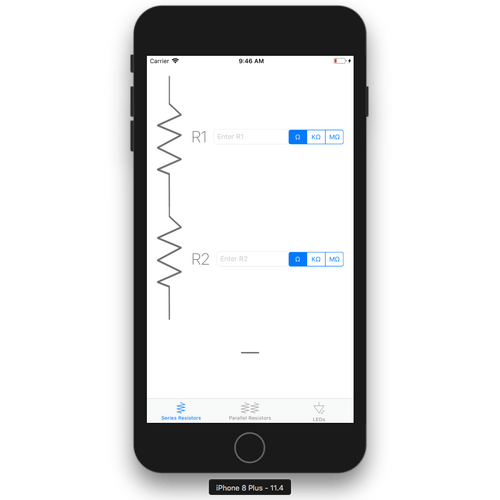 Carrier 9:46 AM
R1 Enter R1 Ω KΩ MΩ
R2 Enter R2 Ω KΩ MΩ
Series Resistors Parallel Resistors LEDs
iPhone 8 Plus - 11.4